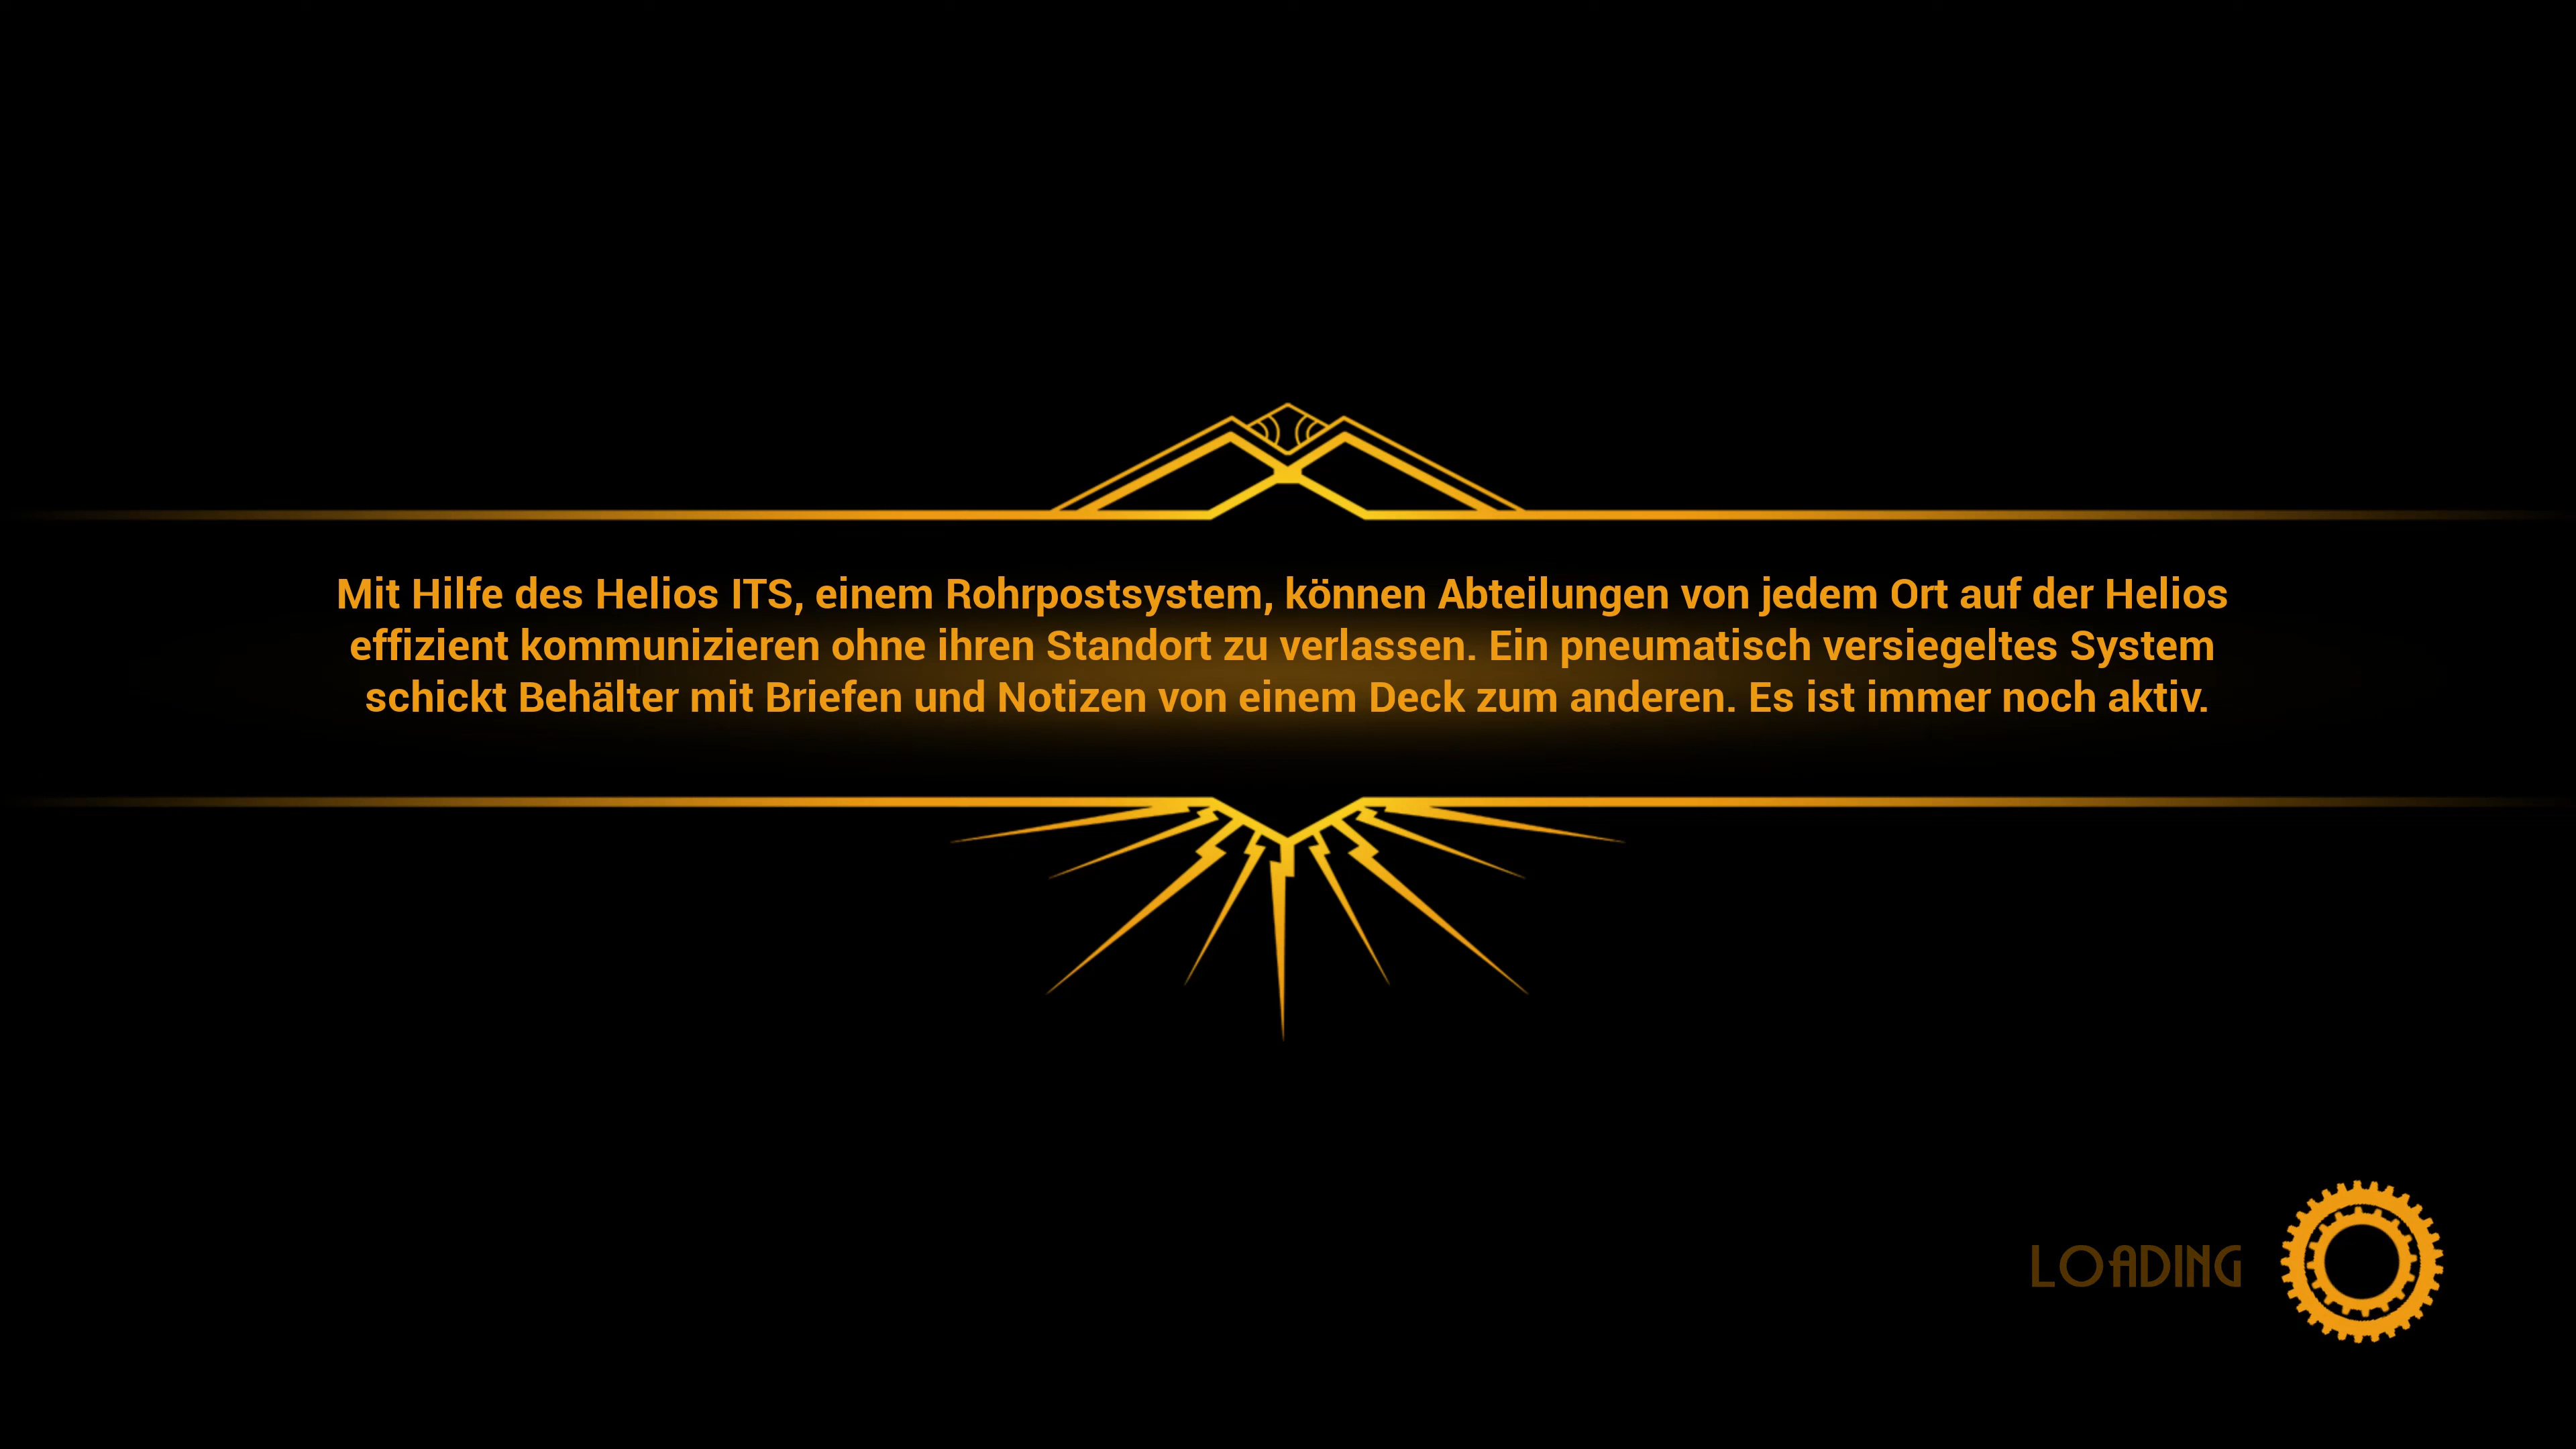 Mit Hilfe des Helios ITS, einem Rohrpostsystem, können Abteilungen von jedem Ort auf der Helios
effizient kommunizieren ohne ihren Standort zu verlassen. Ein pneumatisch versiegeltes System
schickt Behälter mit Briefen und Notizen von einem Deck zum anderen. Es ist immer noch aktiv.
LOADING